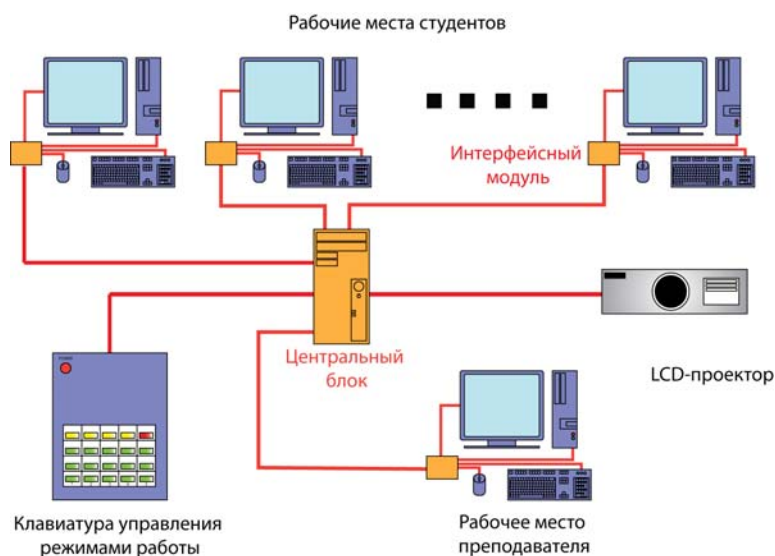 Рабочие места студентов
Интерфейсный
модуль
Центральный
блок
LCD-проектор
Клавиатура управления
режимами работы
Рабочее место
преподавателя